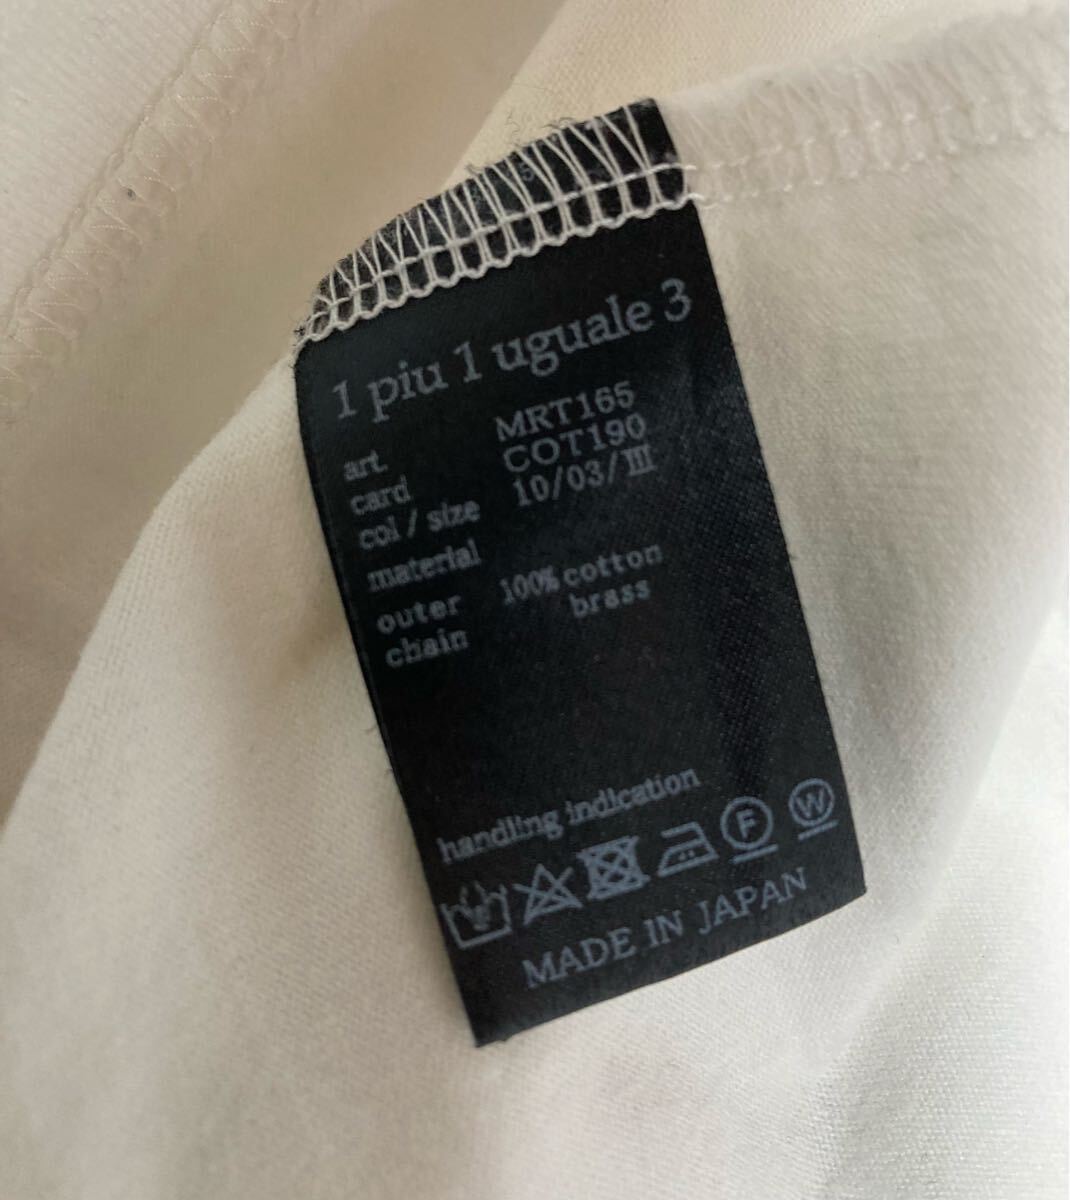 1 piu 1 uguale 3
art. MRT165
card COT190
col / size 10/03/III
material
outer 100% cotton
chain brass
handling indication
F W
MADE IN JAPAN